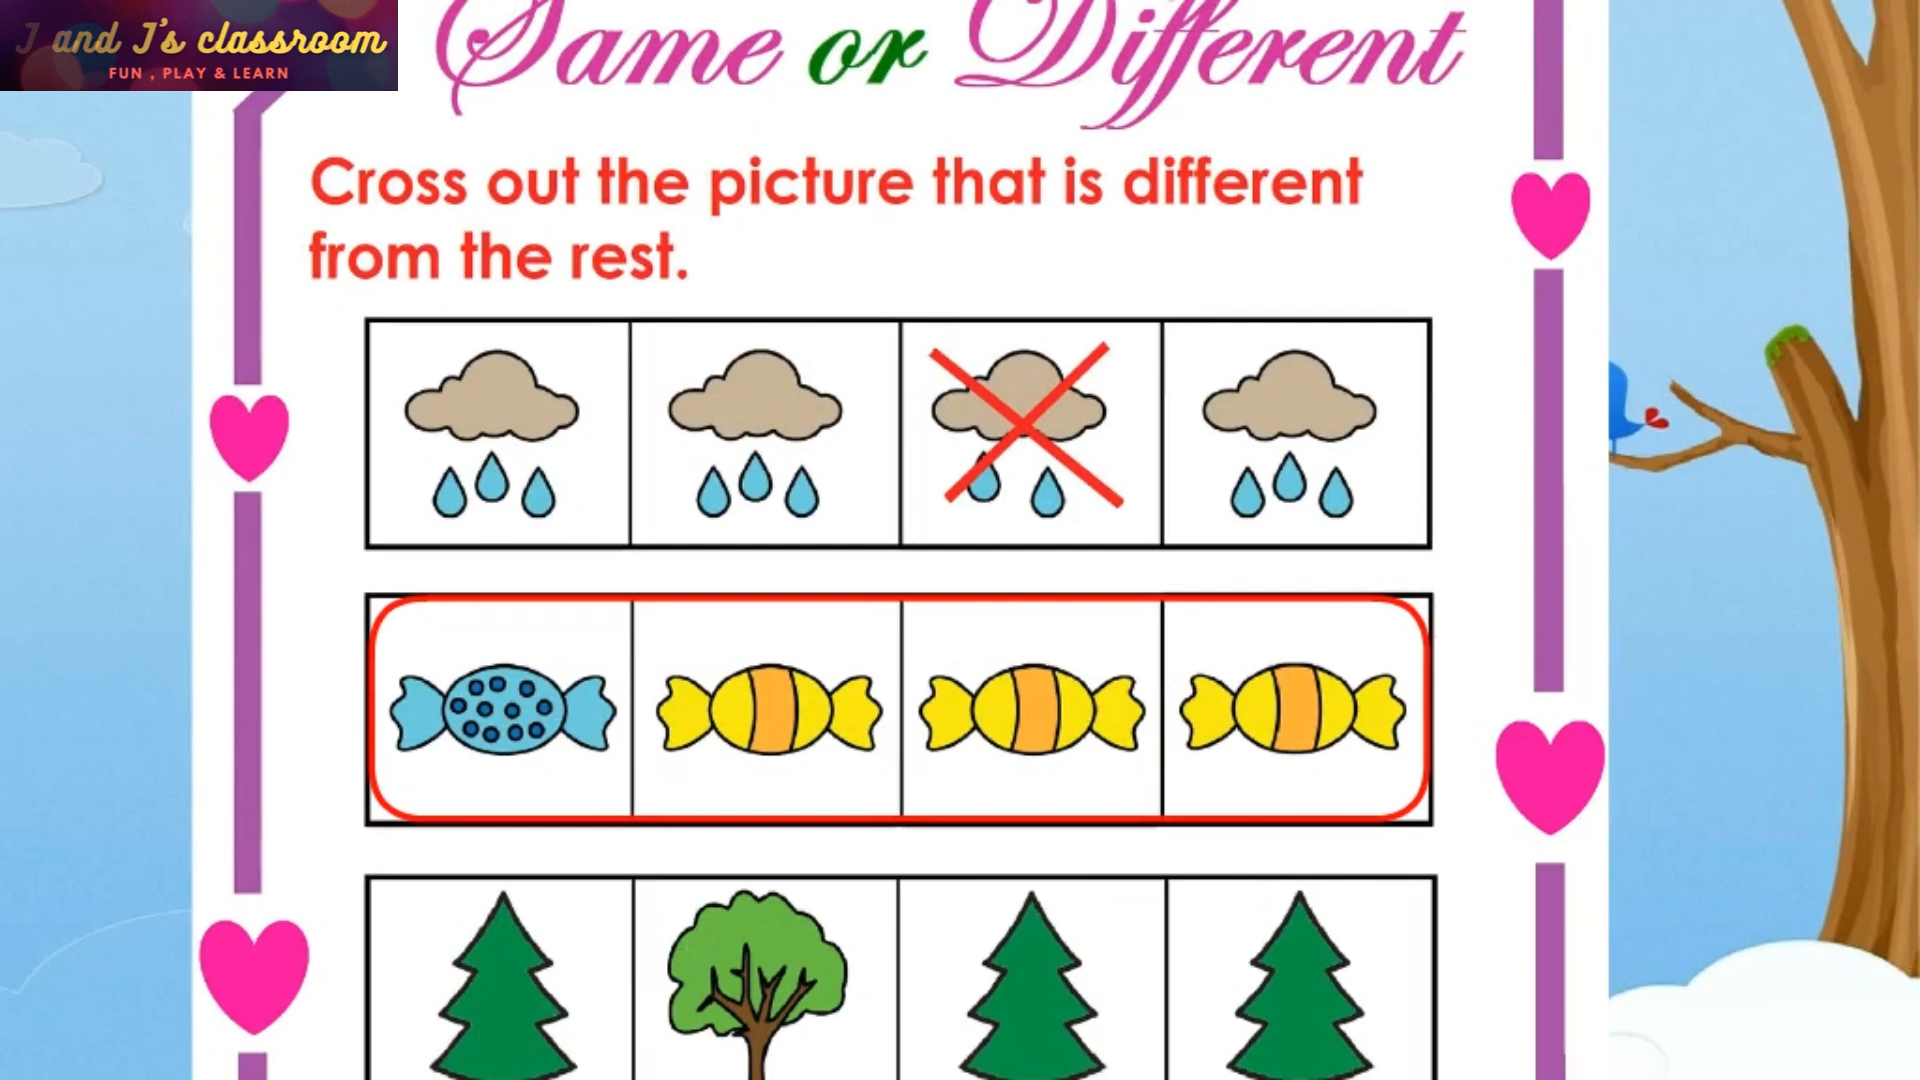 J and J's classroom
FUN , PLAY & LEARN
Same or Different
Cross out the picture that is different
from the rest.